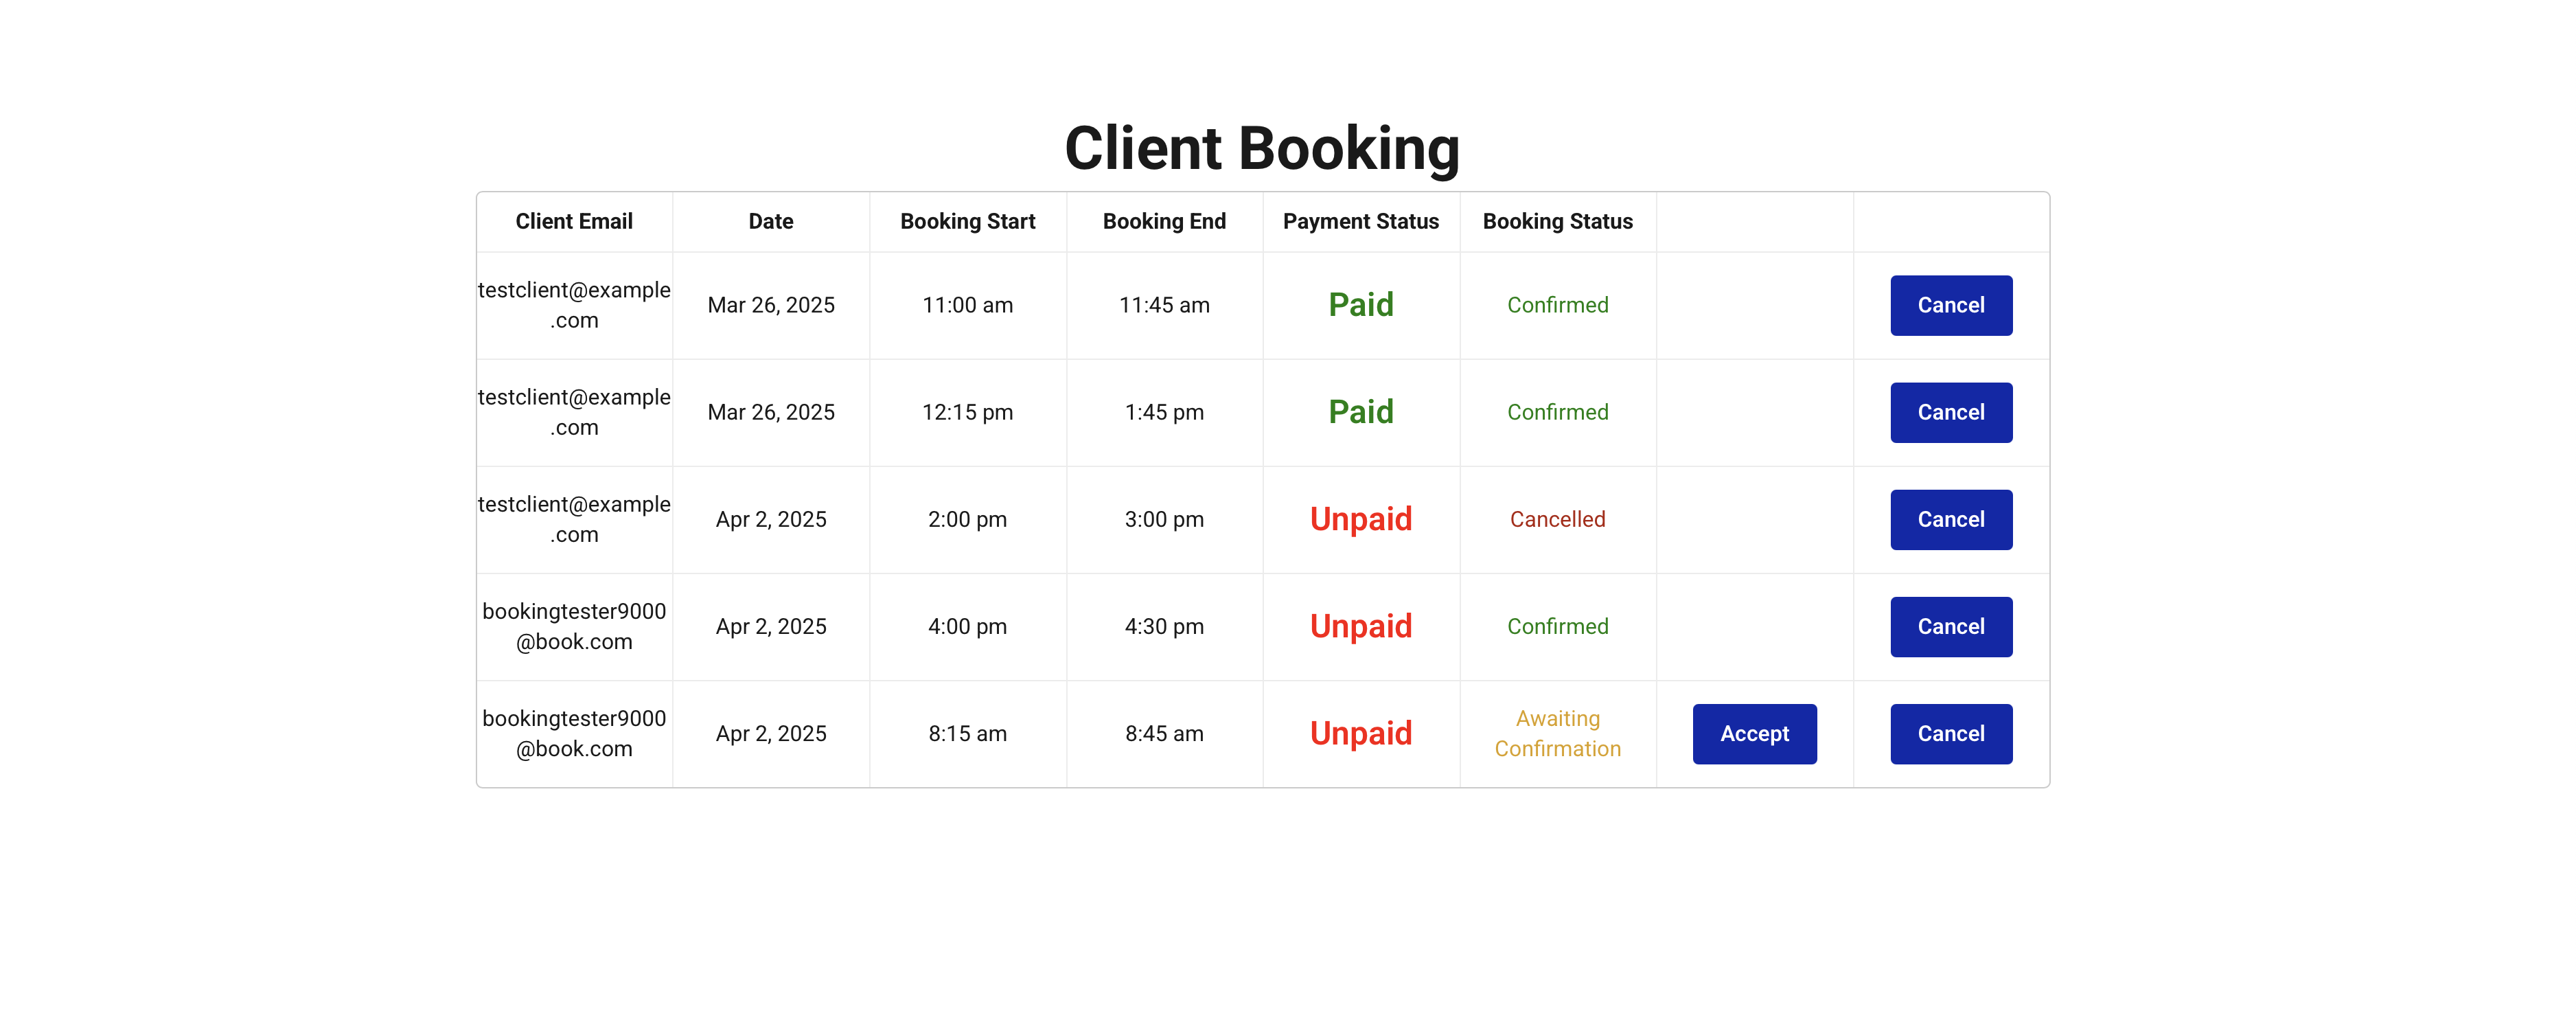 Client Booking
Client Email Date Booking Start Booking End Payment Status Booking Status
testclient@example
.com Mar 26, 2025 11:00 am 11:45 am Paid Confirmed Cancel
testclient@example
.com Mar 26, 2025 12:15 pm 1:45 pm Paid Confirmed Cancel
testclient@example
.com Apr 2, 2025 2:00 pm 3:00 pm Unpaid Cancelled Cancel
bookingtester9000
@book.com Apr 2, 2025 4:00 pm 4:30 pm Unpaid Confirmed Cancel
bookingtester9000
@book.com Apr 2, 2025 8:15 am 8:45 am Unpaid Awaiting
Confirmation Accept Cancel